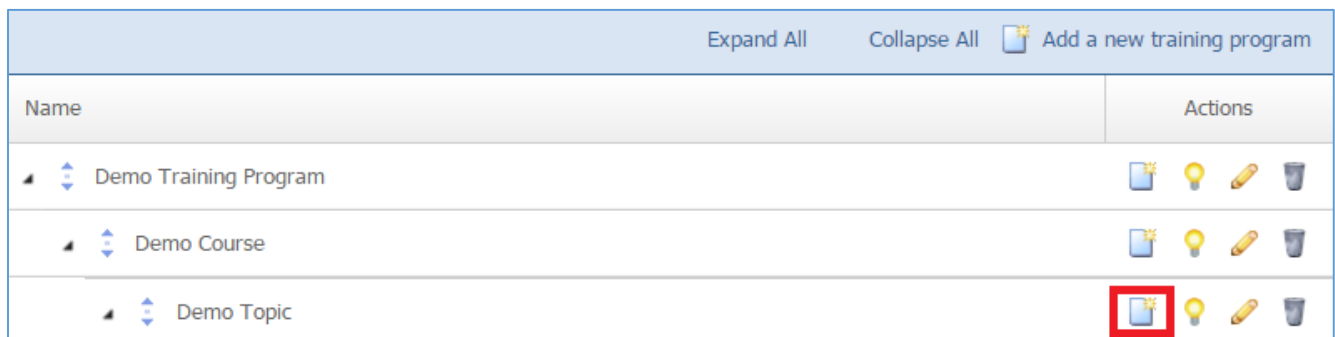 Expand All Collapse All Add a new training program
Name Actions
Demo Training Program
Demo Course
Demo Topic